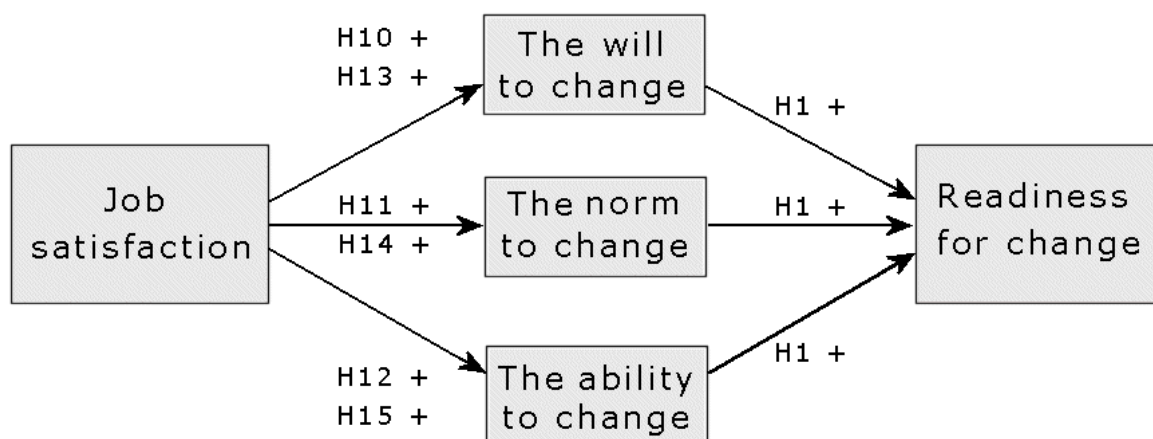 H10 +
H13 +
The will
to change
H1 +
Job
satisfaction
H11 +
H14 +
The norm
to change
H1 +
Readiness
for change
H12 +
H15 +
The ability
to change
H1 +